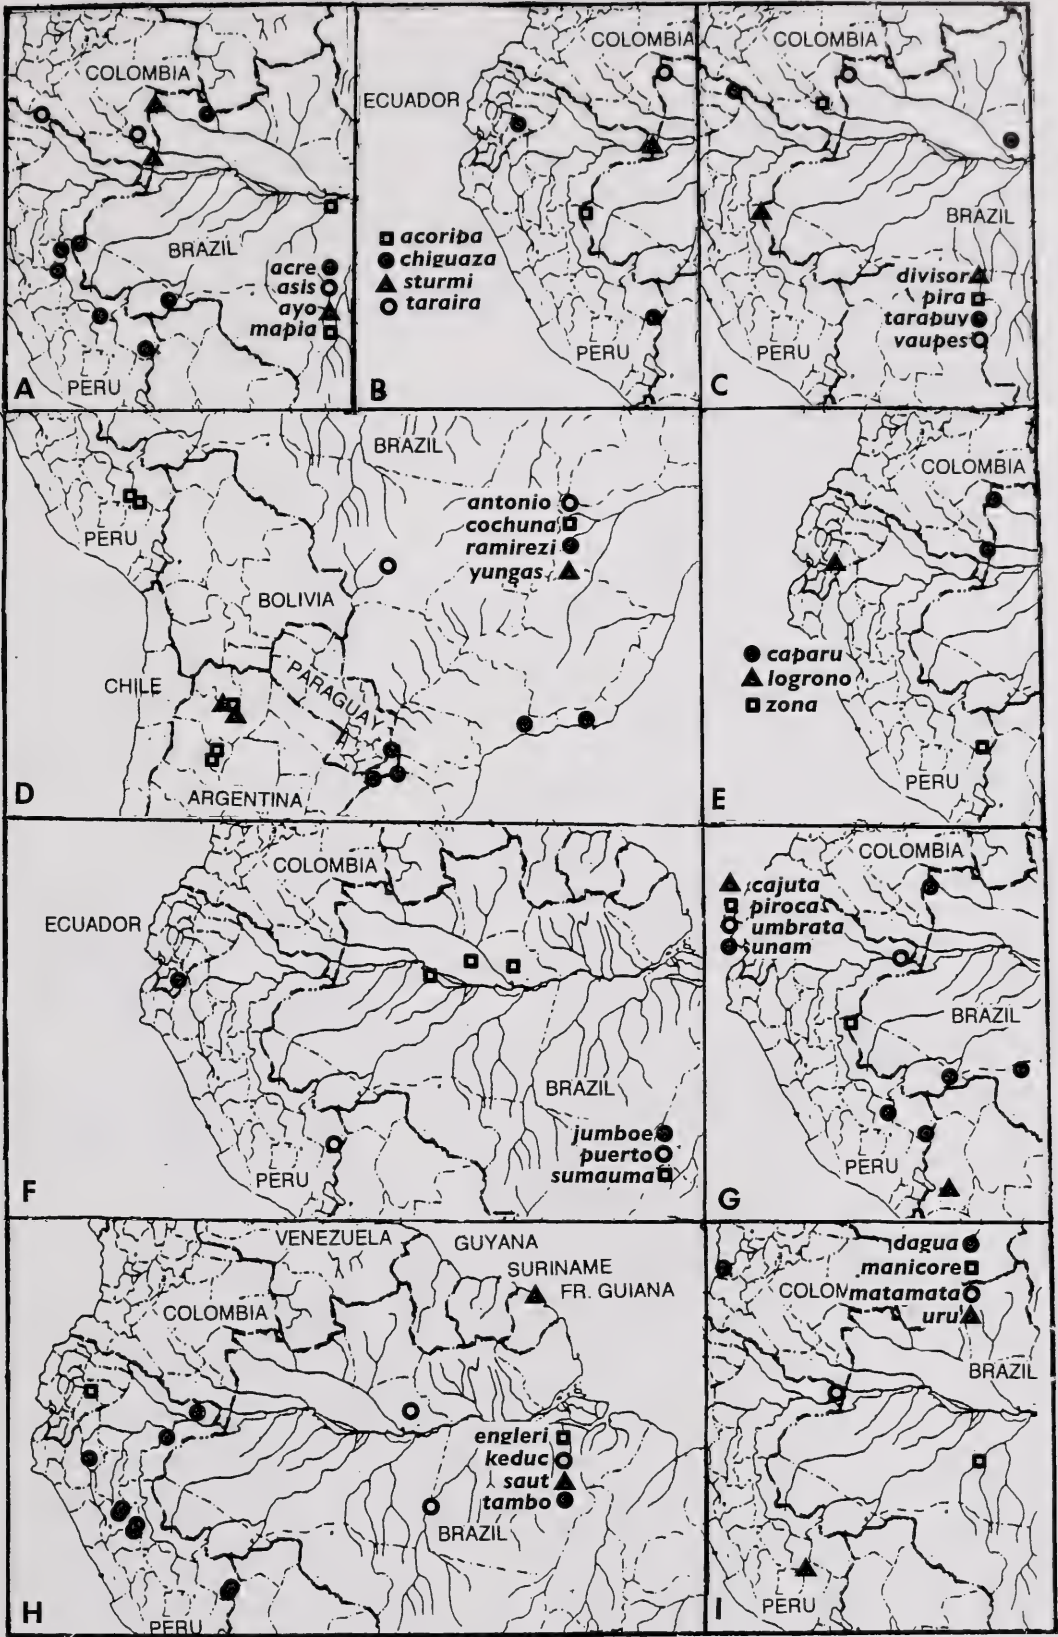 COLOMBIA
BRAZIL
acre
asis
ayo
mapia
PERU
A
COLOMBIA
ECUADOR
acoriba
chiguaza
sturmi
taraira
PERU
B
COLOMBIA
BRAZIL
divisor
pira
tarapuy
vaupes
PERU
C
BRAZIL
antonio
cochuna
ramirezi
yungas
PERU
BOLIVIA
CHILE
PARAGUAY
ARGENTINA
D
COLOMBIA
caparu
logrono
zona
PERU
E
COLOMBIA
ECUADOR
BRAZIL
jumboe
puerto
sumauma
PERU
F
COLOMBIA
cajuta
pirocas
umbrata
unam
BRAZIL
PERU
G
VENEZUELA
GUYANA
SURINAME
FR. GUIANA
COLOMBIA
engleri
keduc
saut
tambo
BRAZIL
PERU
H
dagua
manicore
COLOM matamata
uru
BRAZIL
PERU
I